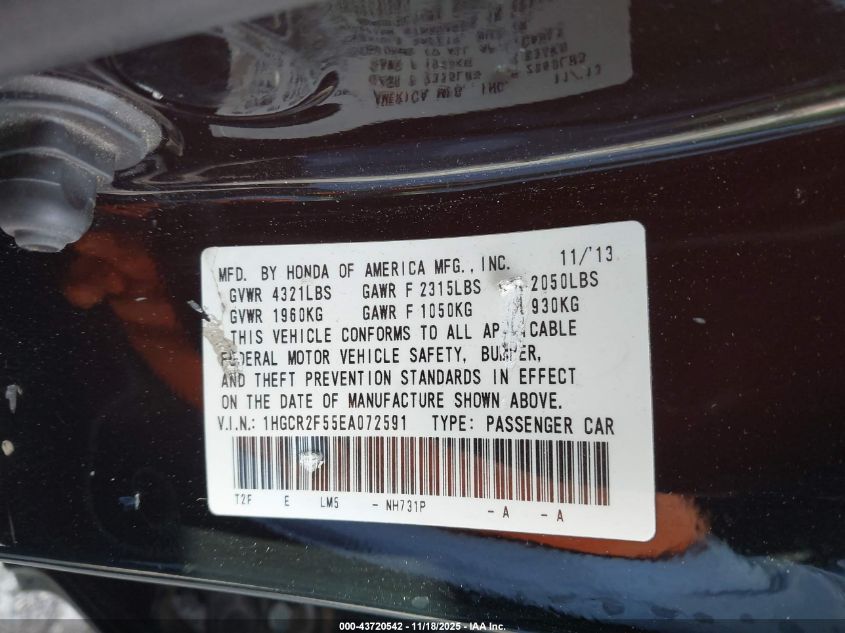 MFD. BY HONDA OF AMERICA MFG., INC. 11/'13
GVWR 4321LBS GAWR F 2315LBS 2050LBS
GVWR 1960KG GAWR F 1050KG 930KG
THIS VEHICLE CONFORMS TO ALL APPLICABLE
FEDERAL MOTOR VEHICLE SAFETY, BUMPER,
AND THEFT PREVENTION STANDARDS IN EFFECT
ON THE DATE OF MANUFACTURE SHOWN ABOVE.
V.I.N.: 1HGCR2F55EA072591 TYPE: PASSENGER CAR
T2F E LM5 - NH731P - A - A
000-43720542 - 11/18/2025 - IAA Inc.